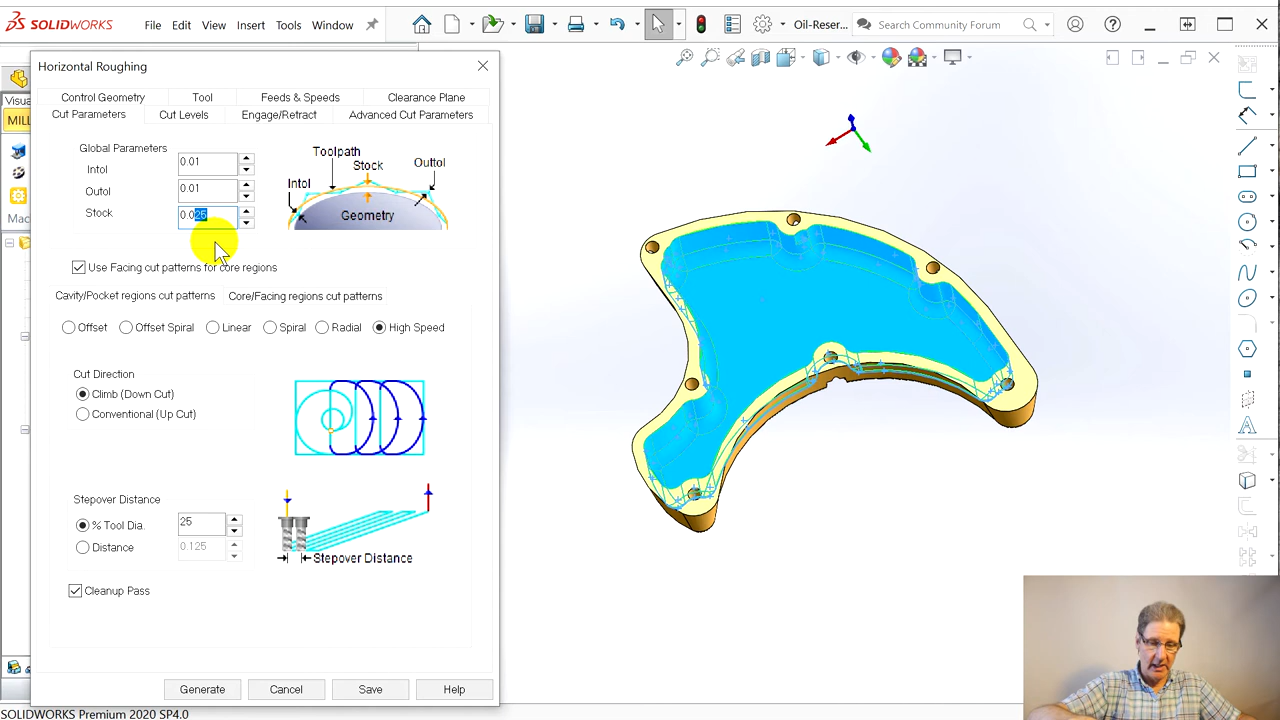 SOLIDWORKS File Edit View Insert Tools Window Oil-Reser... Search Community Forum
Horizontal Roughing
Visua
MILL
Mac
Control Geometry Tool Feeds & Speeds Clearance Plane
Cut Parameters Cut Levels Engage/Retract Advanced Cut Parameters
Global Parameters
Intol 0.01
Outol 0.01
Stock 0.025
Toolpath
Stock
Outtol
Intol
Geometry
Use Facing cut patterns for core regions
Cavity/Pocket regions cut patterns Core/Facing regions cut patterns
Offset Offset Spiral Linear Spiral Radial High Speed
Cut Direction
Climb (Down Cut)
Conventional (Up Cut)
Stepover Distance
% Tool Dia. 25
Distance 0.125
Stepover Distance
Cleanup Pass
Generate Cancel Save Help
SOLIDWORKS Premium 2020 SP4.0